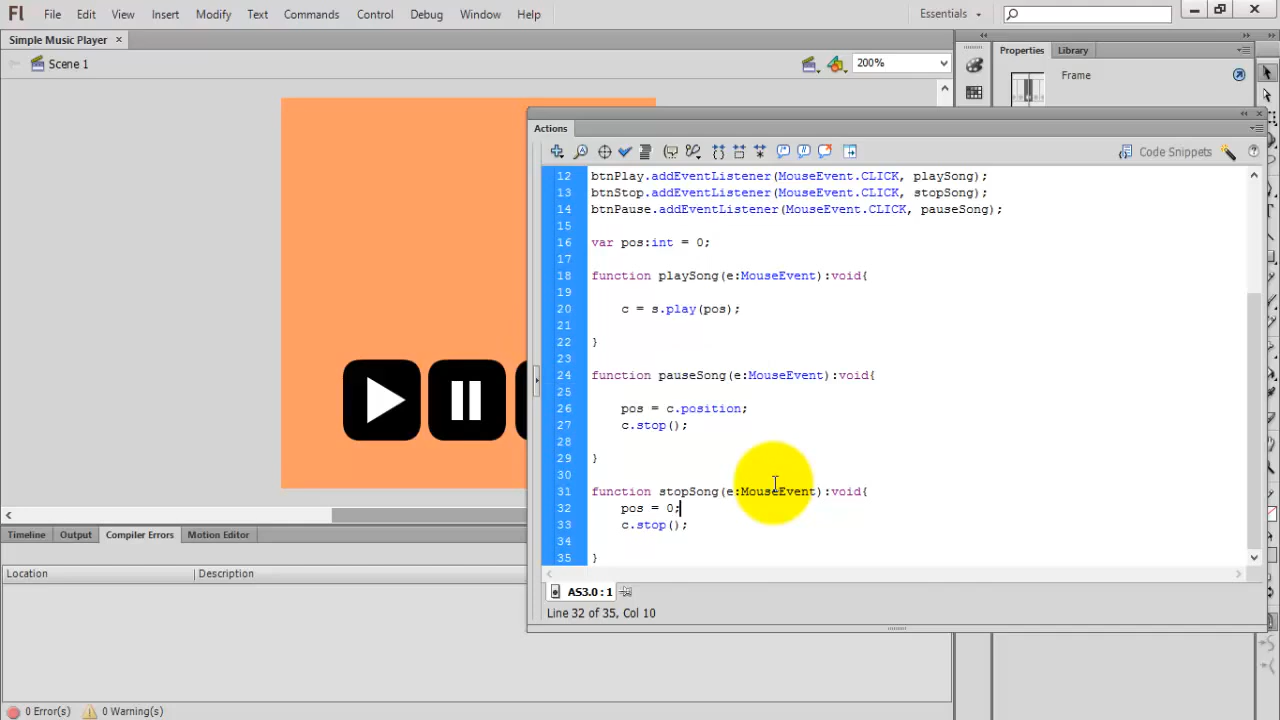 Fl File Edit View Insert Modify Text Commands Control Debug Window Help Essentials
Simple Music Player ×
Properties Library
Scene 1 200%
Frame
Actions
Code Snippets
12 btnPlay.addEventListener(MouseEvent.CLICK, playSong);
13 btnStop.addEventListener(MouseEvent.CLICK, stopSong);
14 btnPause.addEventListener(MouseEvent.CLICK, pauseSong);
15
16 var pos:int = 0;
17
18 function playSong(e:MouseEvent):void{
19
20 c = s.play(pos);
21
22 }
23
24 function pauseSong(e:MouseEvent):void{
25
26 pos = c.position;
27 c.stop();
28
29 }
30
31 function stopSong(e:MouseEvent):void{
32 pos = 0;
33 c.stop();
34
35 }
AS3.0 : 1
Line 32 of 35, Col 10
Timeline Output Compiler Errors Motion Editor
Location Description
0 Error(s) 0 Warning(s)